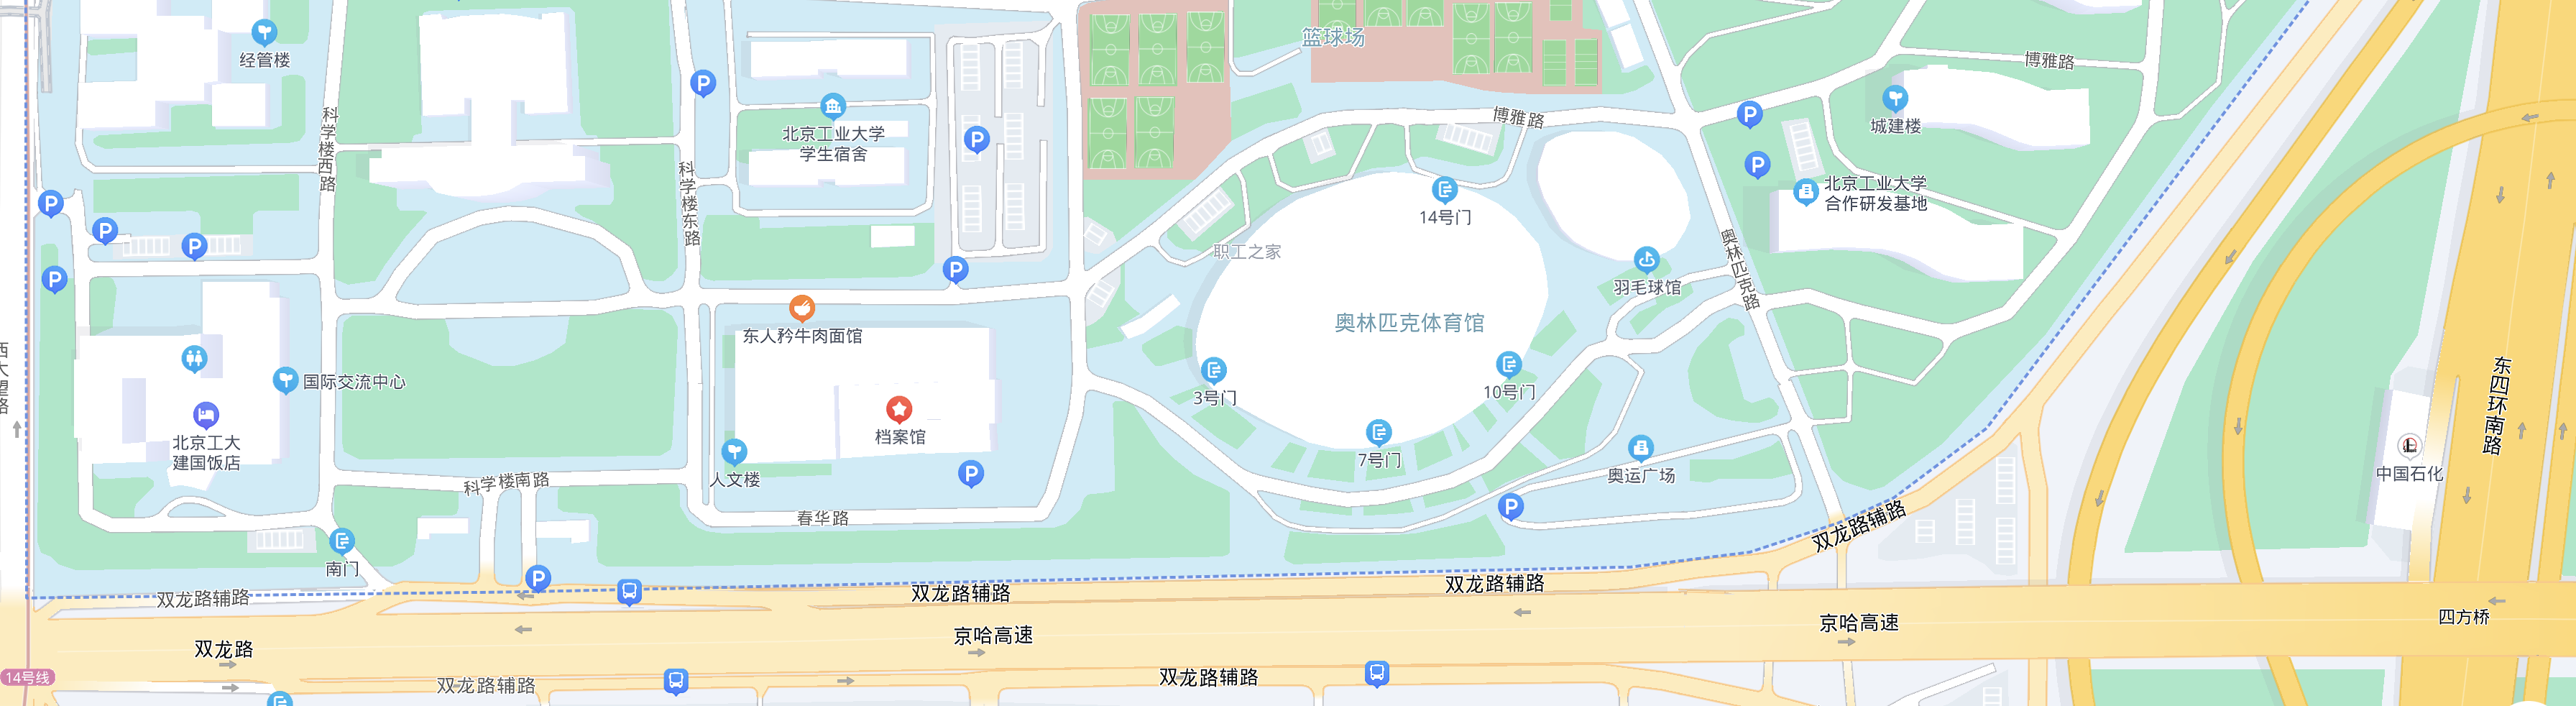 篮球场
经管楼
博雅路
城建楼
科学楼西路
北京工业大学
学生宿舍
博雅路
北京工业大学
合作研发基地
科学楼东路
14号门
职工之家
奥林匹克路
羽毛球馆
东人矜牛肉面馆
奥林匹克体育馆
西大望路
国际交流中心
3号门
10号门
东四环南路
北京工大
建国饭店
档案馆
7号门
人文楼
奥运广场
中国石化
科学楼南路
春华路
双龙路辅路
南门
双龙路辅路
双龙路辅路
双龙路辅路
四方桥
京哈高速
京哈高速
双龙路
14号线
双龙路辅路
双龙路辅路